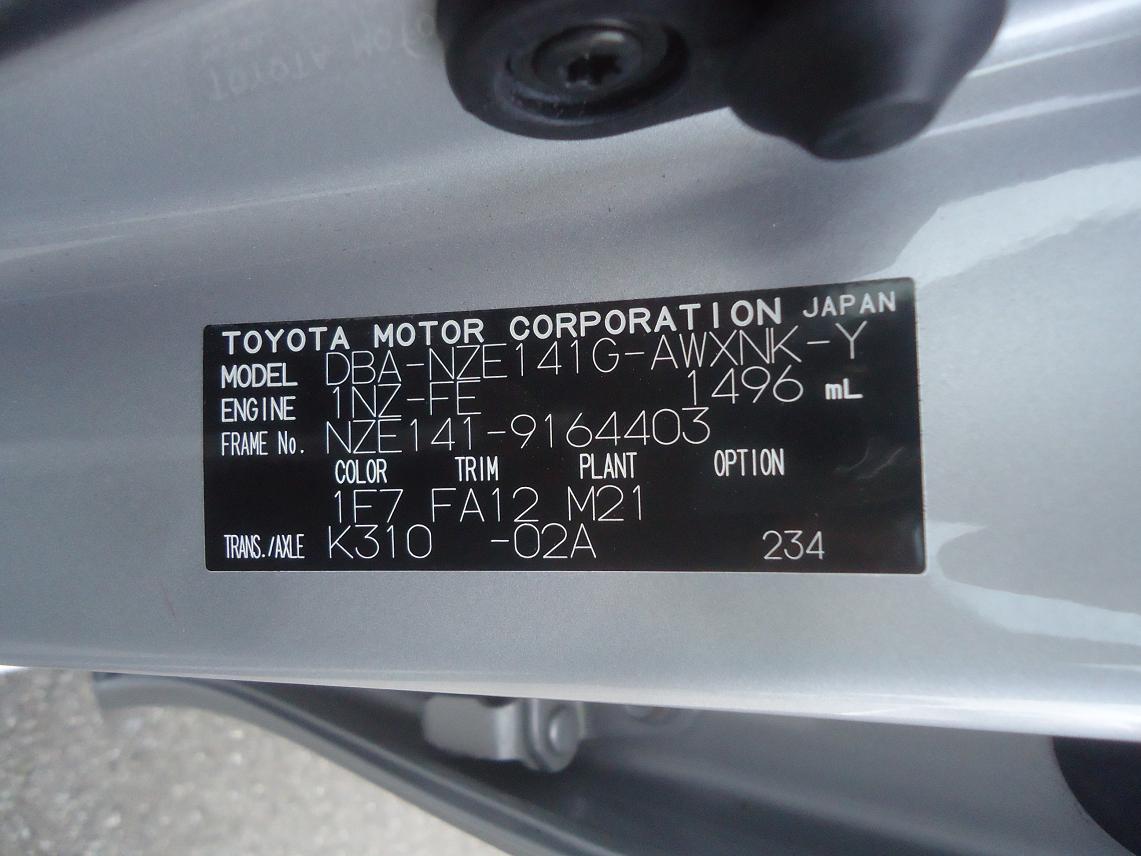 TOYOTA MOTOR CORPORATION JAPAN
MODEL DBA-NZE141G-AWXNK-Y
ENGINE 1NZ-FE 1496 mL
FRAME No. NZE141-9164403
COLOR TRIM PLANT OPTION
1E7 FA12 M21
TRANS./AXLE K310 -02A 234